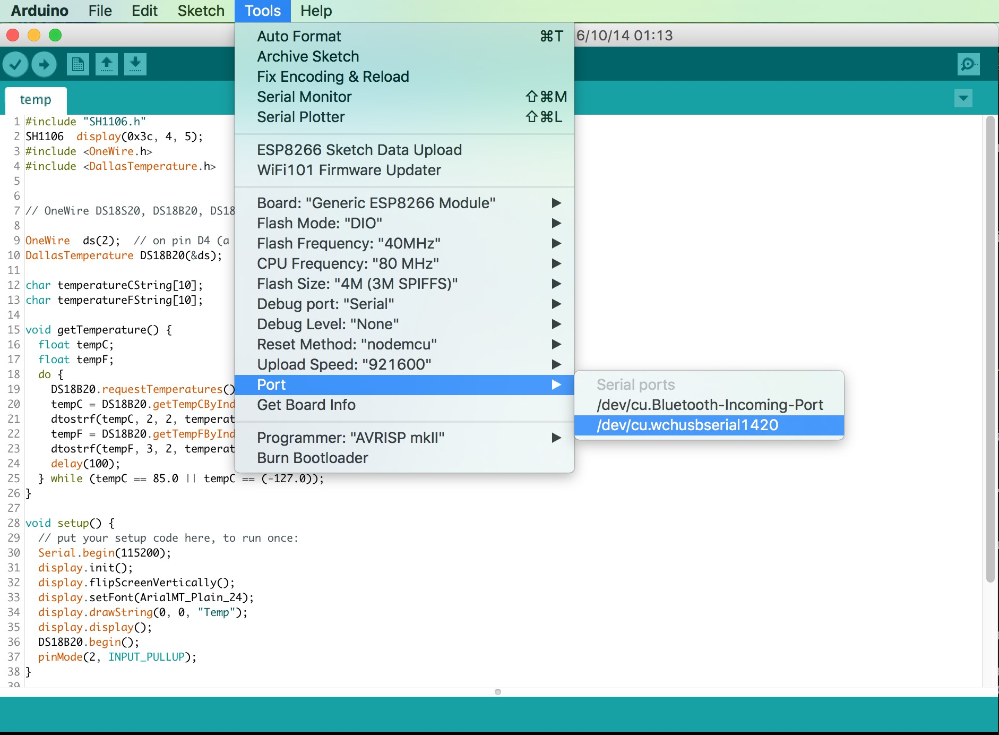 Arduino File Edit Sketch Tools Help
6/10/14 01:13
temp
Auto Format ⌘T
Archive Sketch
Fix Encoding & Reload
Serial Monitor ⇧⌘M
Serial Plotter ⇧⌘L
ESP8266 Sketch Data Upload
WiFi101 Firmware Updater
Board: "Generic ESP8266 Module"
Flash Mode: "DIO"
Flash Frequency: "40MHz"
CPU Frequency: "80 MHz"
Flash Size: "4M (3M SPIFFS)"
Debug port: "Serial"
Debug Level: "None"
Reset Method: "nodemcu"
Upload Speed: "921600"
Port
Get Board Info
Programmer: "AVRISP mkII"
Burn Bootloader
Serial ports
/dev/cu.Bluetooth-Incoming-Port
/dev/cu.wchusbserial1420
1 #include "SH1106.h"
2 SH1106  display(0x3c, 4, 5);
3 #include <OneWire.h>
4 #include <DallasTemperature.h>
5
6
7 // OneWire DS18S20, DS18B20, DS18
8
9 OneWire  ds(2);  // on pin D4 (a
10 DallasTemperature DS18B20(&ds);
11
12 char temperatureCString[10];
13 char temperatureFString[10];
14
15 void getTemperature() {
16   float tempC;
17   float tempF;
18   do {
19     DS18B20.requestTemperatures()
20     tempC = DS18B20.getTempCByInd
21     dtostrf(tempC, 2, 2, temperat
22     tempF = DS18B20.getTempFByInd
23     dtostrf(tempF, 3, 2, temperat
24     delay(100);
25   } while (tempC == 85.0 || tempC == (-127.0));
26 }
27
28 void setup() {
29   // put your setup code here, to run once:
30   Serial.begin(115200);
31   display.init();
32   display.flipScreenVertically();
33   display.setFont(ArialMT_Plain_24);
34   display.drawString(0, 0, "Temp");
35   display.display();
36   DS18B20.begin();
37   pinMode(2, INPUT_PULLUP);
38 }
39